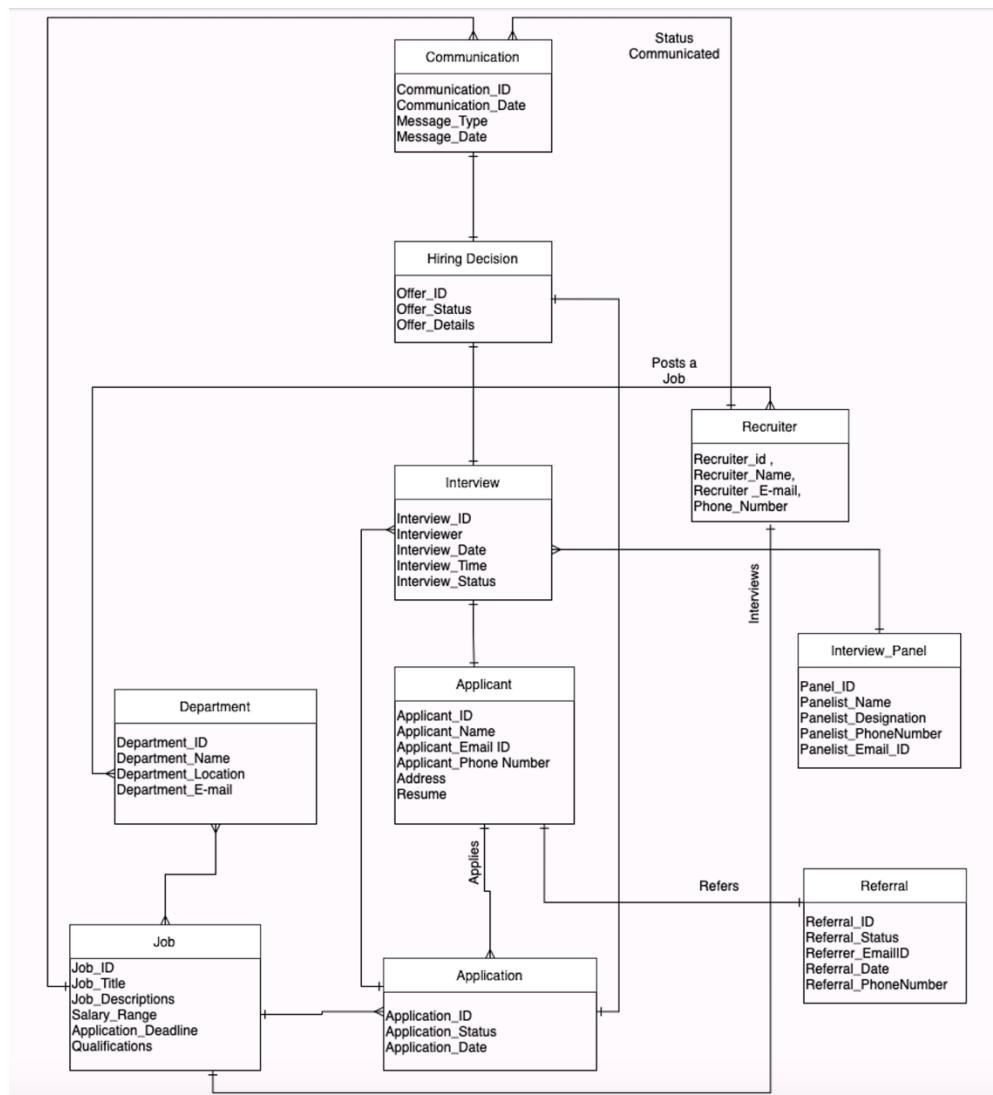 Status
Communicated
Communication
Communication_ID
Communication_Date
Message_Type
Message_Date
Hiring Decision
Offer_ID
Offer_Status
Offer_Details
Posts a
Job
Recruiter
Recruiter_id ,
Recruiter_Name,
Recruiter _E-mail,
Phone_Number
Interview
Interview_ID
Interviewer
Interview_Date
Interview_Time
Interview_Status
Interviews
Interview_Panel
Panel_ID
Panelist_Name
Panelist_Designation
Panelist_PhoneNumber
Panelist_Email_ID
Applicant
Applicant_ID
Applicant_Name
Applicant_Email ID
Applicant_Phone Number
Address
Resume
Department
Department_ID
Department_Name
Department_Location
Department_E-mail
Applies
Refers
Referral
Referral_ID
Referral_Status
Referrer_EmailID
Referral_Date
Referral_PhoneNumber
Job
Job_ID
Job_Title
Job_Descriptions
Salary_Range
Application_Deadline
Qualifications
Application
Application_ID
Application_Status
Application_Date